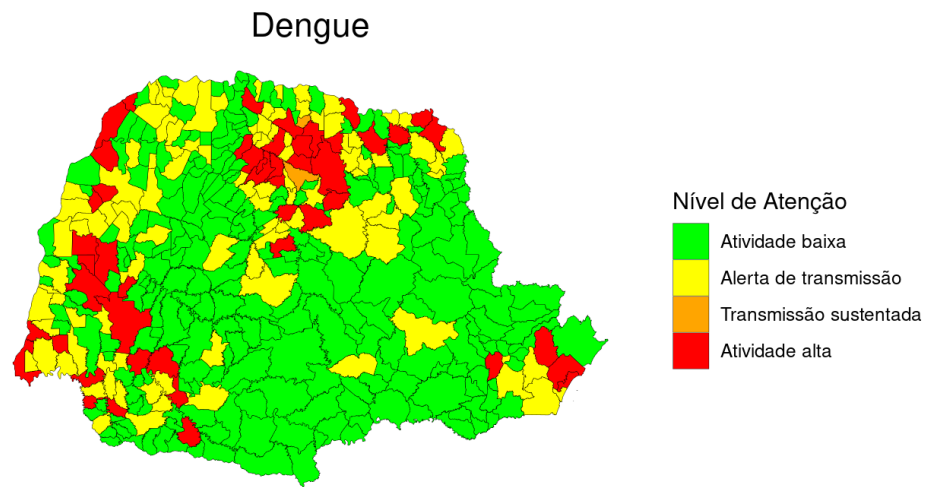 Dengue
Nível de Atenção
Atividade baixa
Alerta de transmissão
Transmissão sustentada
Atividade alta